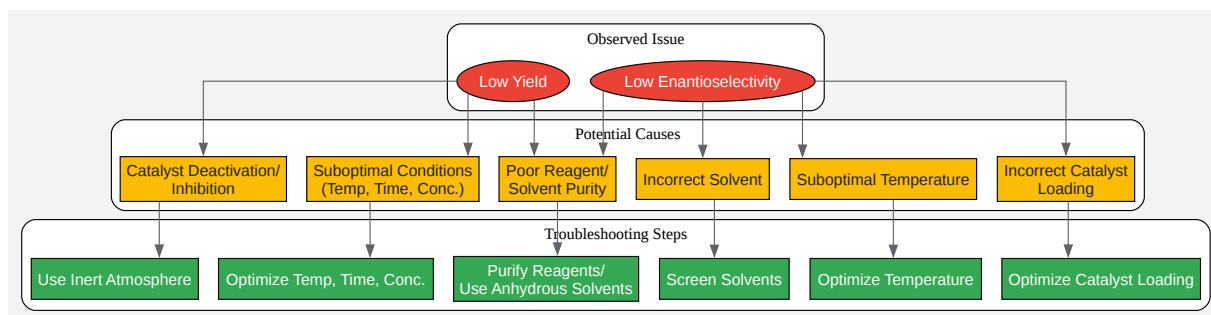 Observed Issue
Low Yield
Low Enantioselectivity
Potential Causes
Catalyst Deactivation/
Inhibition
Suboptimal Conditions
(Temp, Time, Conc.)
Poor Reagent/
Solvent Purity
Incorrect Solvent
Suboptimal Temperature
Incorrect Catalyst
Loading
Troubleshooting Steps
Use Inert Atmosphere
Optimize Temp, Time, Conc.
Purify Reagents/
Use Anhydrous Solvents
Screen Solvents
Optimize Temperature
Optimize Catalyst Loading